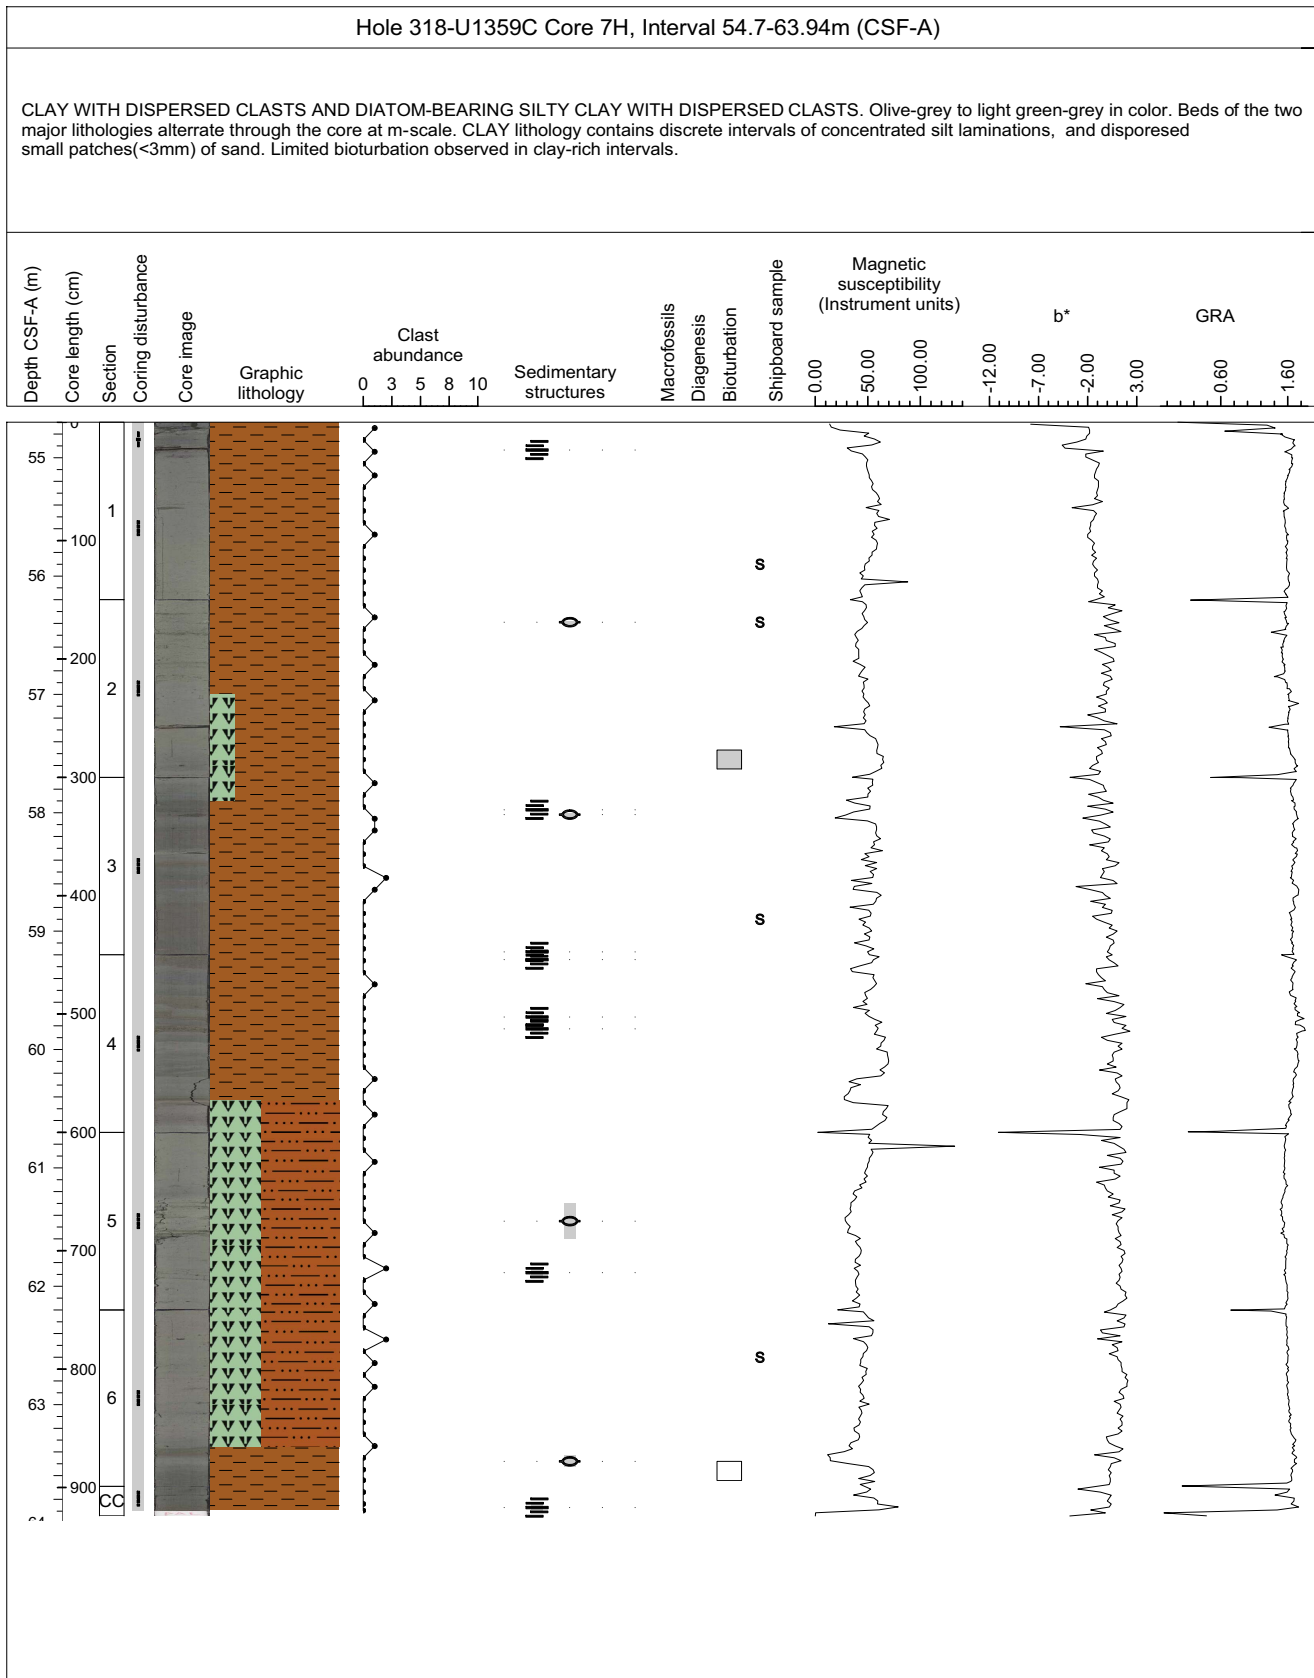 Hole 318-U1359C Core 7H, Interval 54.7-63.94m (CSF-A)
CLAY WITH DISPERSED CLASTS AND DIATOM-BEARING SILTY CLAY WITH DISPERSED CLASTS. Olive-grey to light green-grey in color. Beds of the two
major lithologies alterrate through the core at m-scale. CLAY lithology contains discrete intervals of concentrated silt laminations, and disporesed
small patches(<3mm) of sand. Limited bioturbation observed in clay-rich intervals.
Depth CSF-A (m)
Core length (cm)
Section
Coring disturbance
Core image
Graphic
lithology
Clast
abundance
0 3 5 8 10
Sedimentary
structures
Macrofossils
Diagenesis
Bioturbation
Shipboard sample
Magnetic
susceptibility
(Instrument units)
0.00
50.00
100.00
b*
-12.00
-7.00
-2.00
3.00
GRA
0.60
1.60
0
55
1
100
56
S
S
200
57
2
300
58
3
400
59
S
500
60
4
600
61
5
700
62
800
S
63
6
900
CC
64